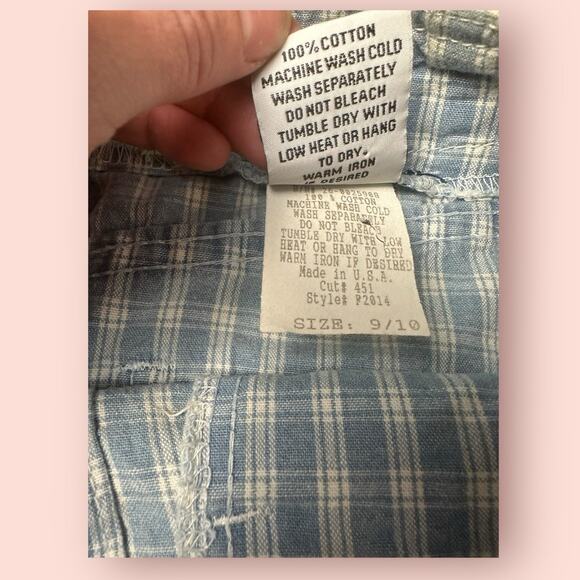 100% COTTON
MACHINE WASH COLD
WASH SEPARATELY
DO NOT BLEACH
TUMBLE DRY WITH
LOW HEAT OR HANG
TO DRY.
WARM IRON
IF DESIRED
100 % COTTON
MACHINE WASH COLD
WASH SEPARATELY
DO NOT BLEACH
TUMBLE DRY WITH LOW
HEAT OR HANG TO DRY
WARM IRON IF DESIRED
Made in U.S.A.
Cut# 451
Style# P2014
SIZE: 9/10